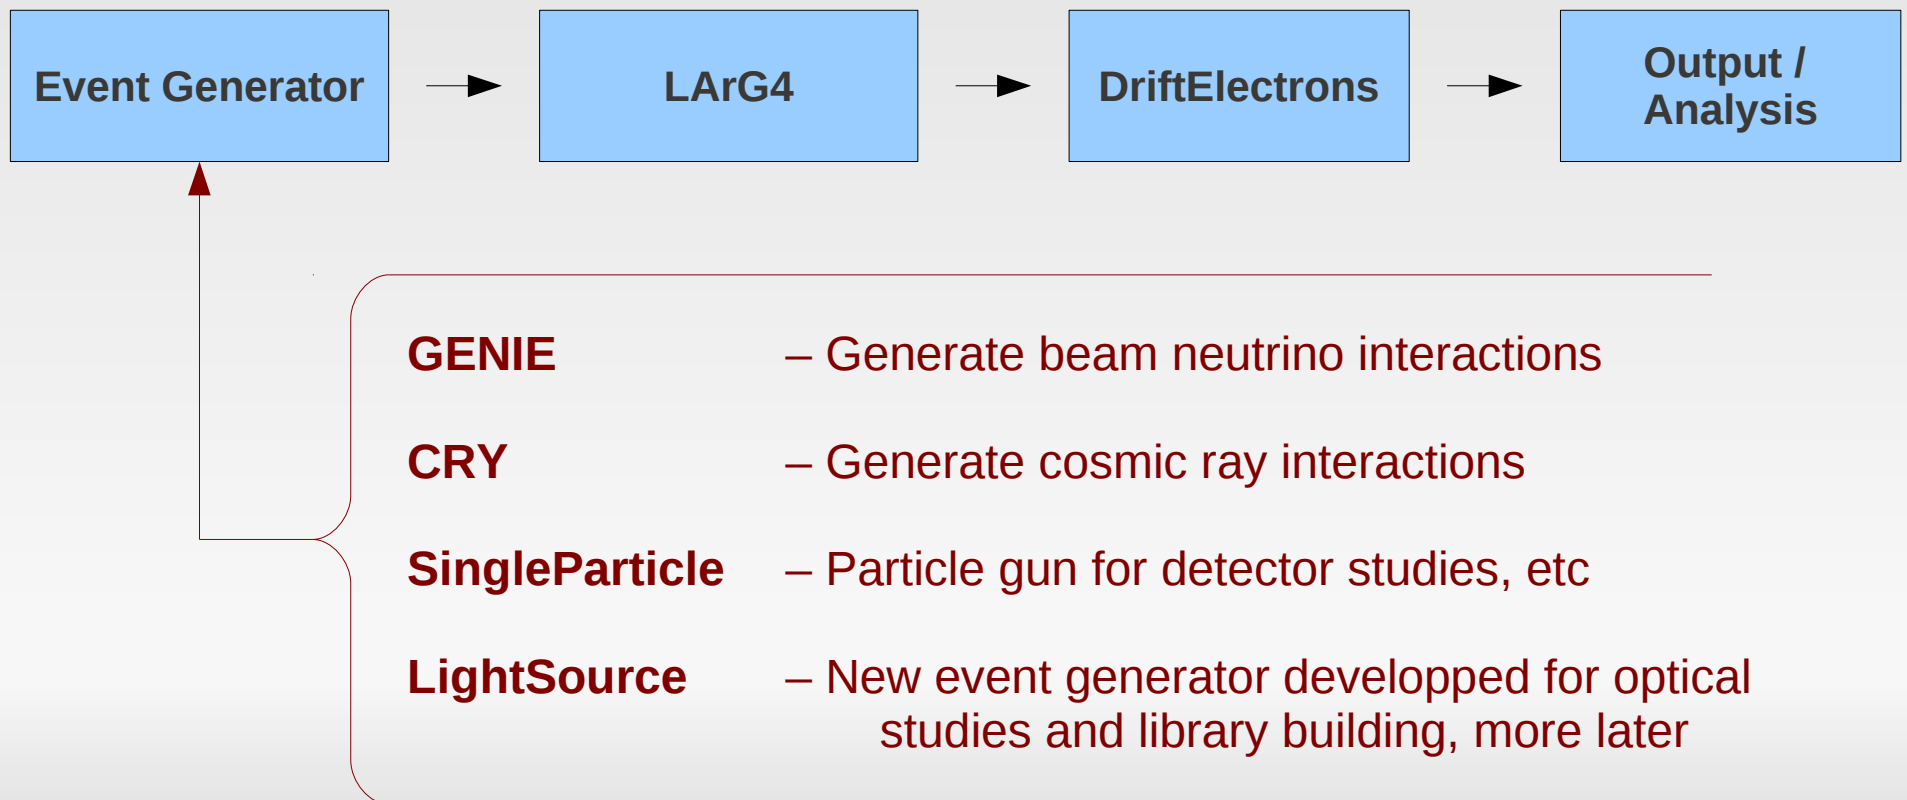 Event Generator
LArG4
DriftElectrons
Output /
Analysis
GENIE – Generate beam neutrino interactions
CRY – Generate cosmic ray interactions
SingleParticle – Particle gun for detector studies, etc
LightSource – New event generator developped for optical
studies and library building, more later